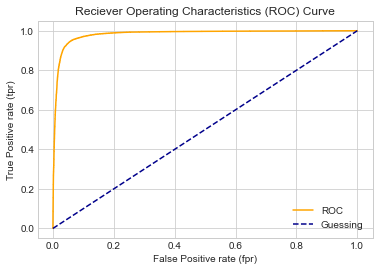 Reciever Operating Characteristics (ROC) Curve
1.0
0.8
0.6
0.4
0.2
0.0
True Positive rate (tpr)
ROC
Guessing
0.0 0.2 0.4 0.6 0.8 1.0
False Positive rate (fpr)